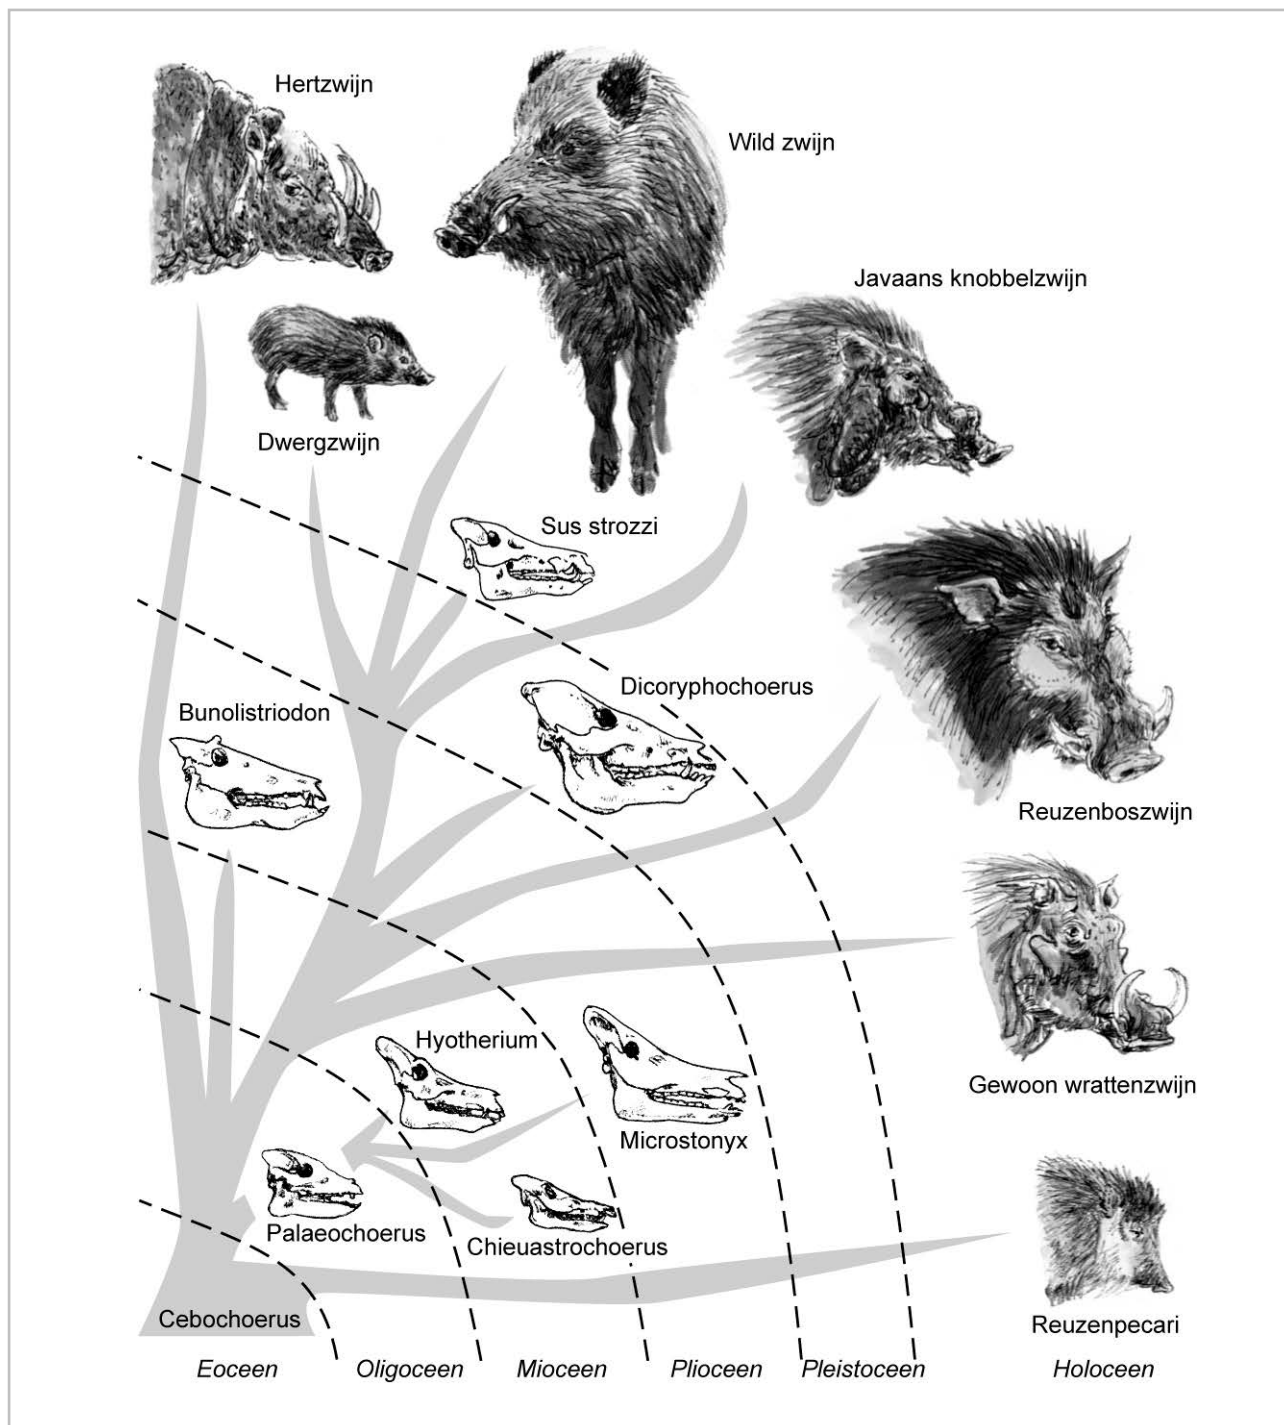 Hertzwijn
Wild zwijn
Javaans knobbelzwijn
Dwergzwijn
Sus strozzi
Dicoryphochoerus
Bunolistriodon
Reuzenboszwijn
Hyotherium
Gewoon wrattenzwijn
Microstonyx
Palaeochoerus
Chieuastrochoerus
Cebochoerus
Reuzenpecari
Eoceen
Oligoceen
Mioceen
Plioceen
Pleistoceen
Holoceen